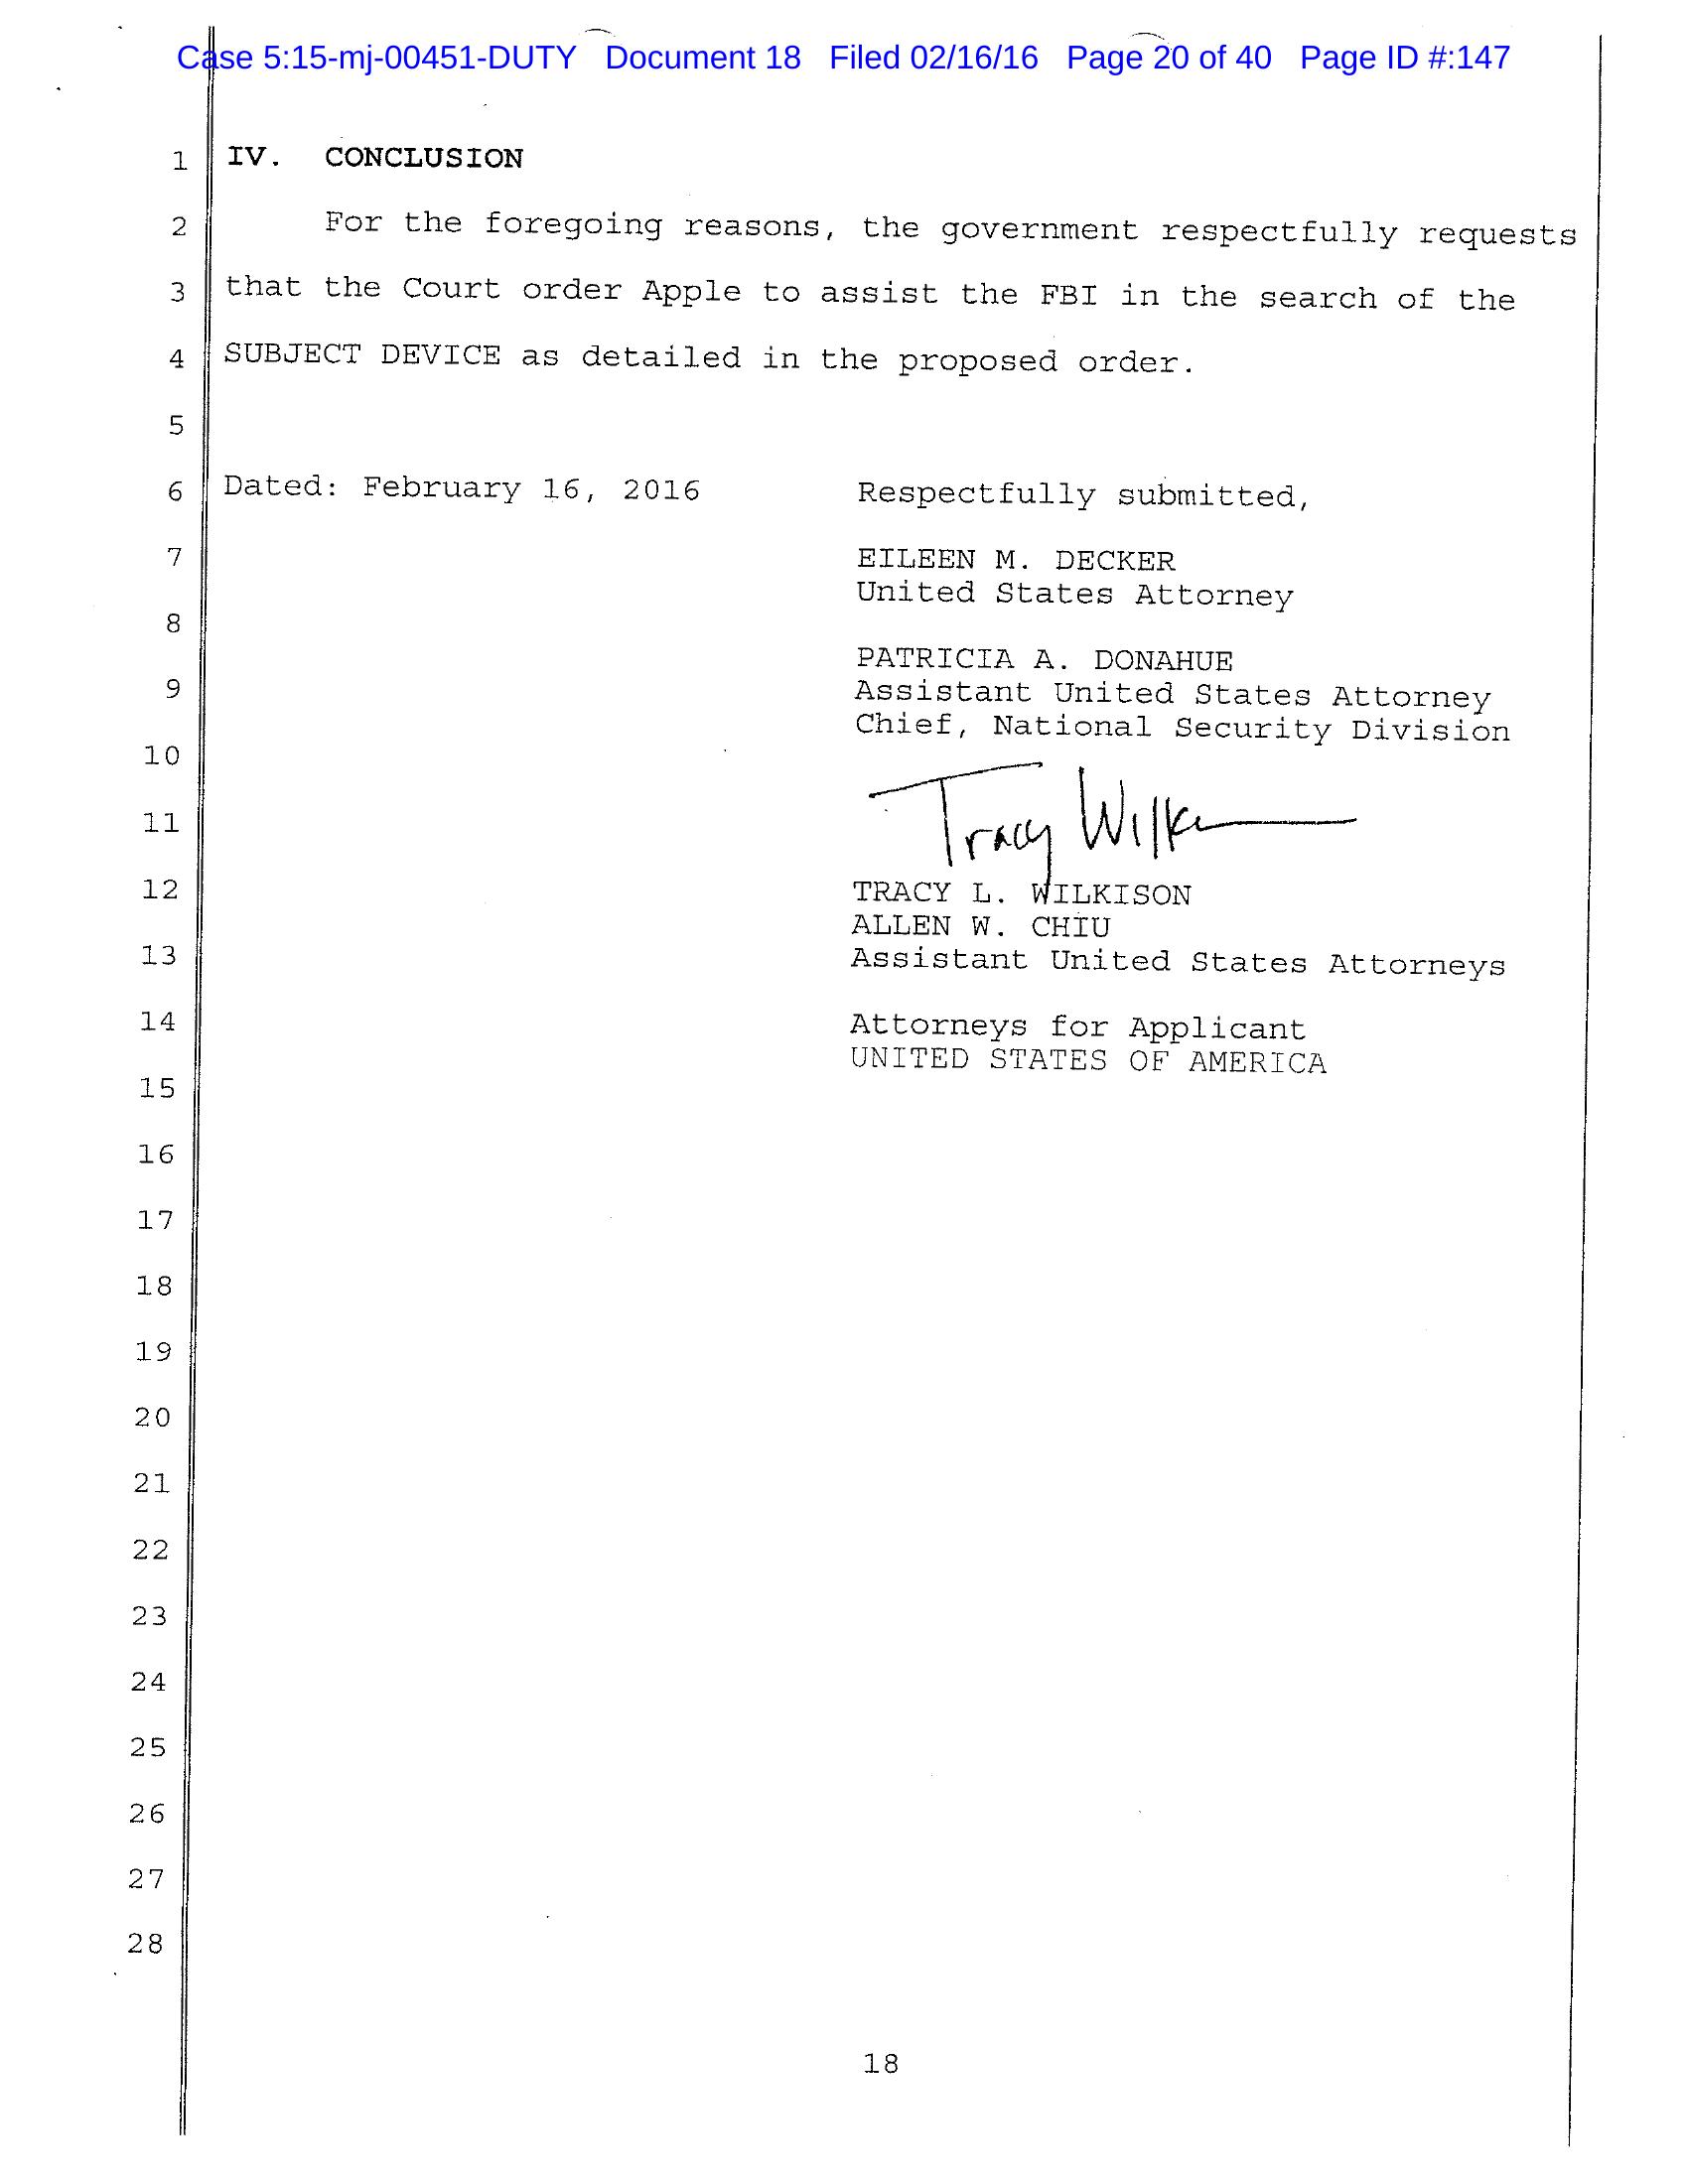 Case 5:15-mj-00451-DUTY Document 18 Filed 02/16/16 Page 20 of 40 Page ID #:147
1 IV. CONCLUSION
2 For the foregoing reasons, the government respectfully requests
3 that the Court order Apple to assist the FBI in the search of the
4 SUBJECT DEVICE as detailed in the proposed order.
5
6 Dated: February 16, 2016 Respectfully submitted,
7 EILEEN M. DECKER
United States Attorney
8
PATRICIA A. DONAHUE
9 Assistant United States Attorney
Chief, National Security Division
10
11 Tracy Wilk
12 TRACY L. WILKISON
ALLEN W. CHIU
13 Assistant United States Attorneys
14 Attorneys for Applicant
UNITED STATES OF AMERICA
15
16
17
18
19
20
21
22
23
24
25
26
27
28
18